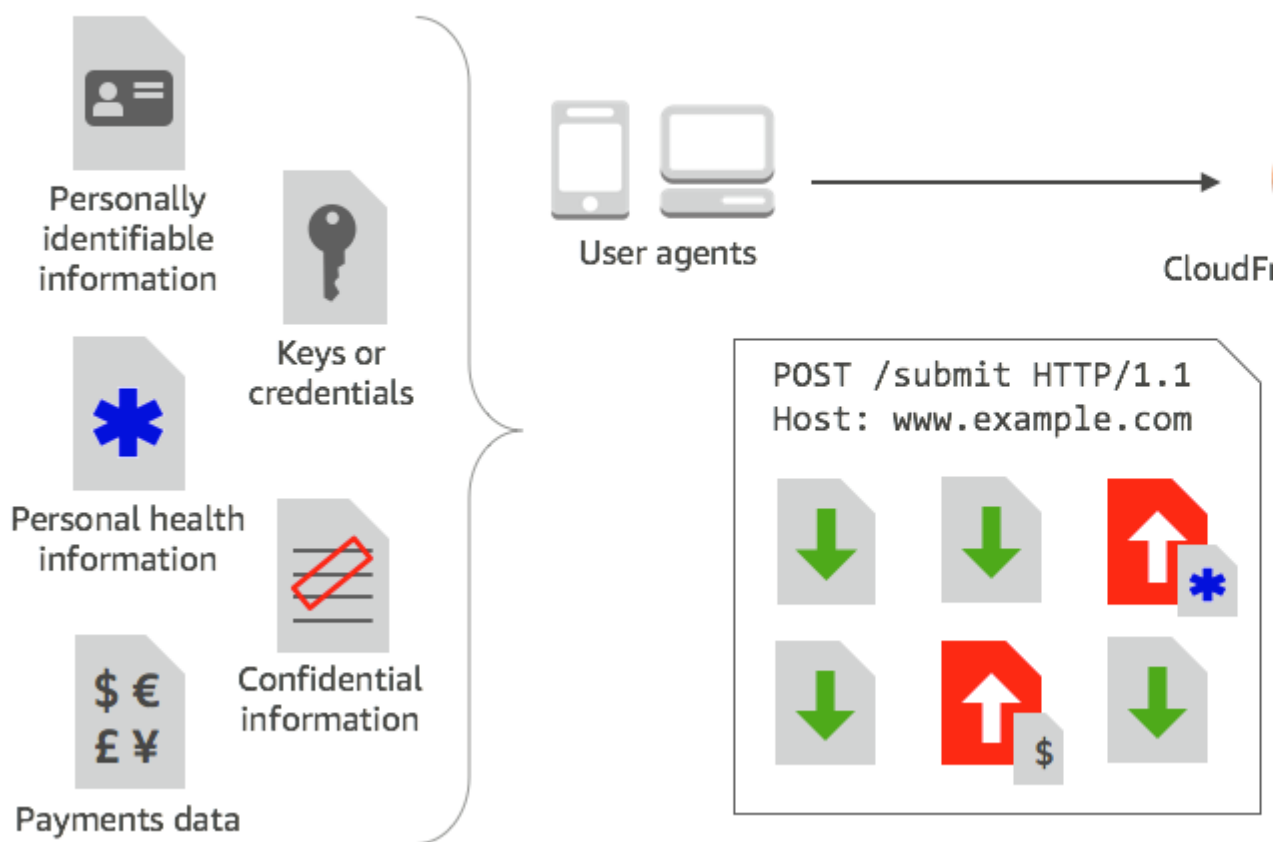 Personally
identifiable
information
Keys or
credentials
Personal health
information
Confidential
information
$ €
£ ¥
Payments data
User agents
CloudFr
POST /submit HTTP/1.1
Host: www.example.com
$